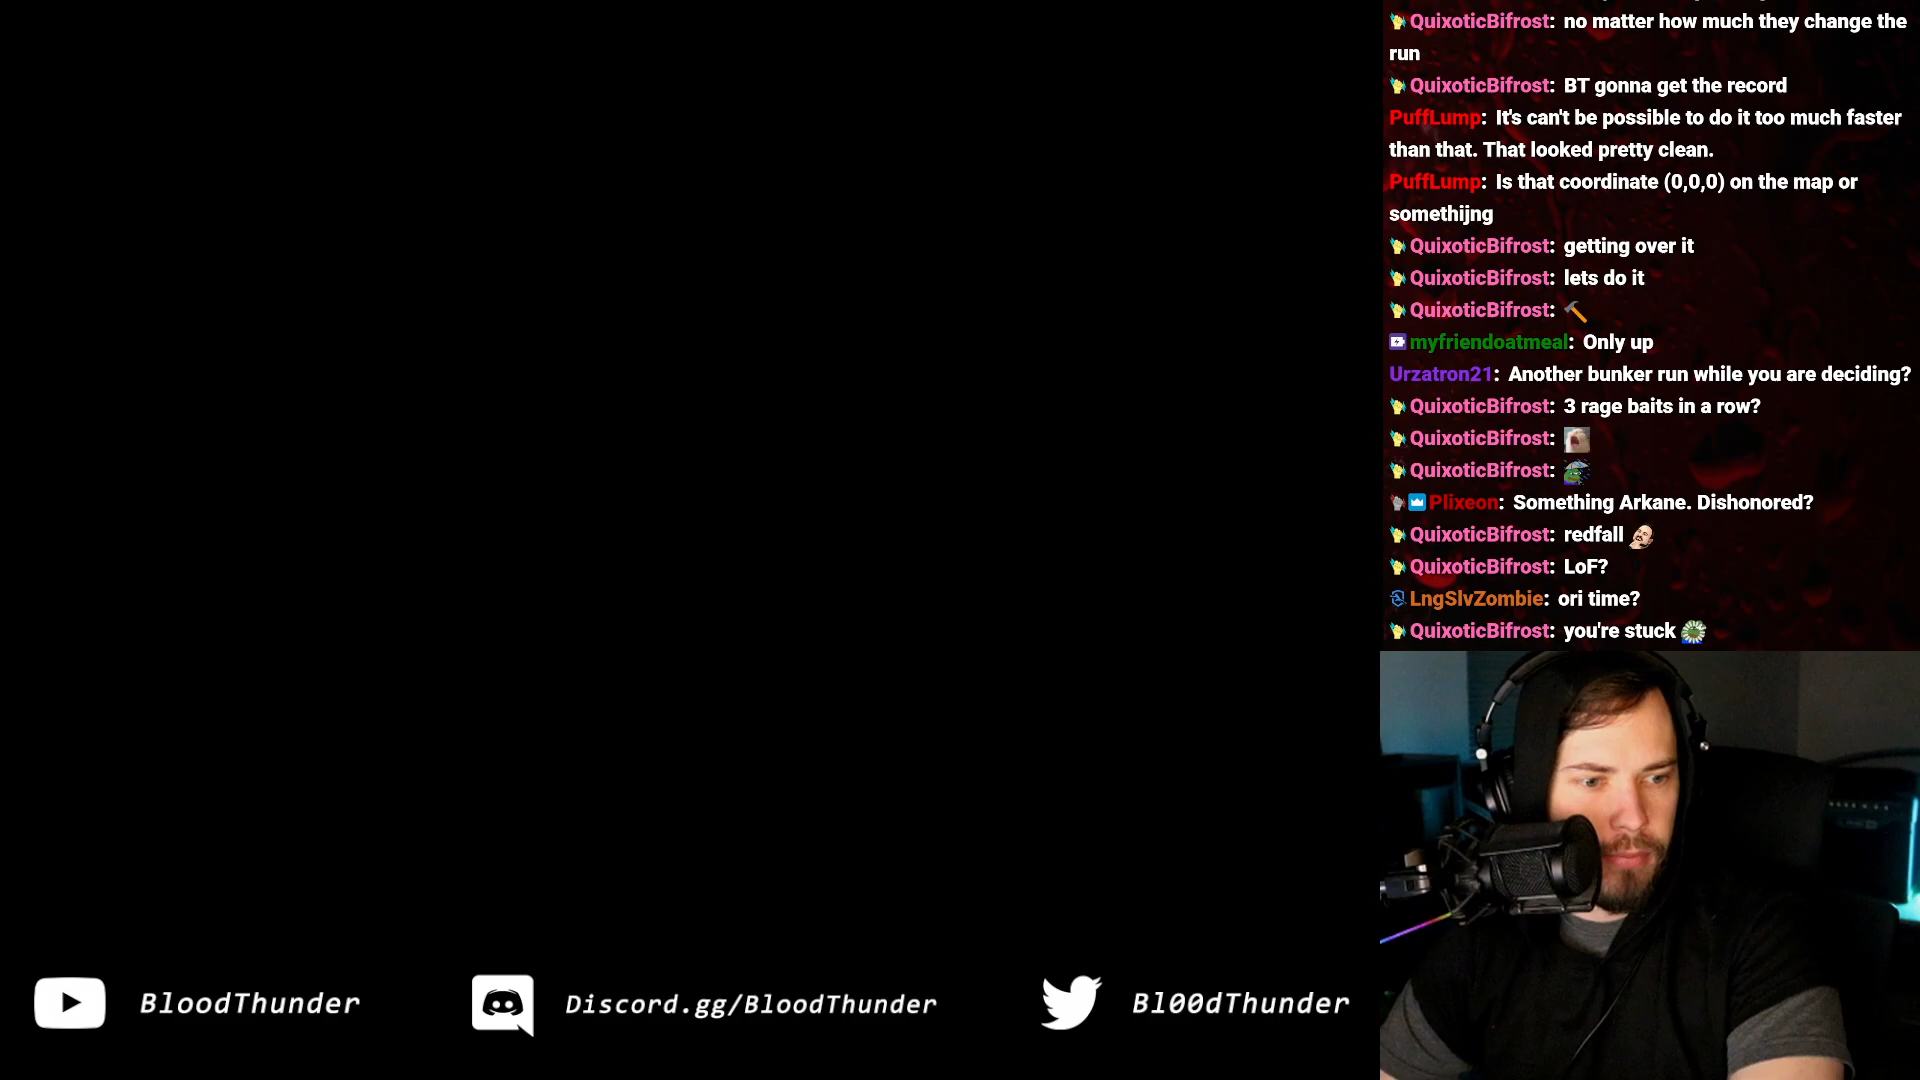 QuixoticBifrost: no matter how much they change the
run
QuixoticBifrost: BT gonna get the record
PuffLump: It's can't be possible to do it too much faster
than that. That looked pretty clean.
PuffLump: Is that coordinate (0,0,0) on the map or
somethijng
QuixoticBifrost: getting over it
QuixoticBifrost: lets do it
QuixoticBifrost:
myfriendoatmeal: Only up
Urzatron21: Another bunker run while you are deciding?
QuixoticBifrost: 3 rage baits in a row?
QuixoticBifrost:
QuixoticBifrost:
Plixeon: Something Arkane. Dishonored?
QuixoticBifrost: redfall
QuixoticBifrost: LoF?
LngSlvZombie: ori time?
QuixoticBifrost: you're stuck
BloodThunder
Discord.gg/BloodThunder
Bl00dThunder